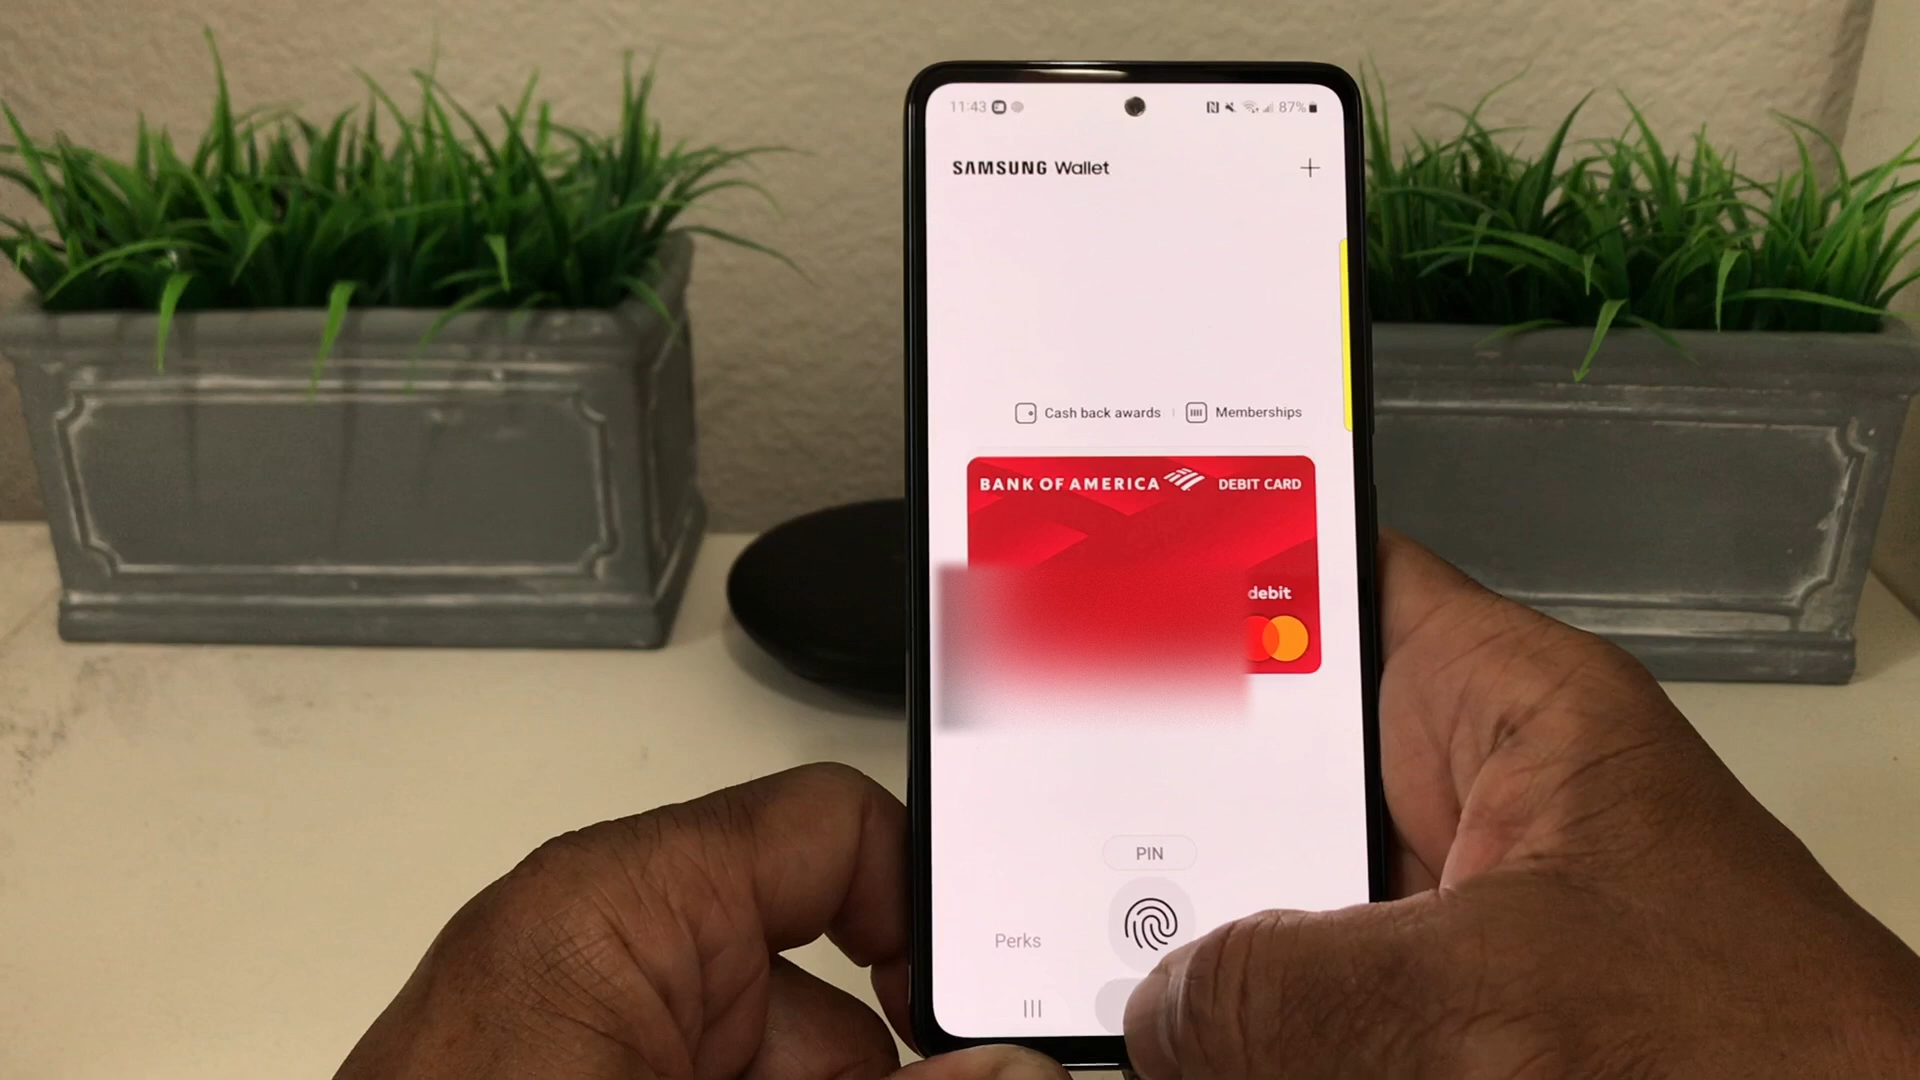 11:43 87%
SAMSUNG Wallet
Cash back awards Memberships
BANK OF AMERICA DEBIT CARD
debit
PIN
Perks